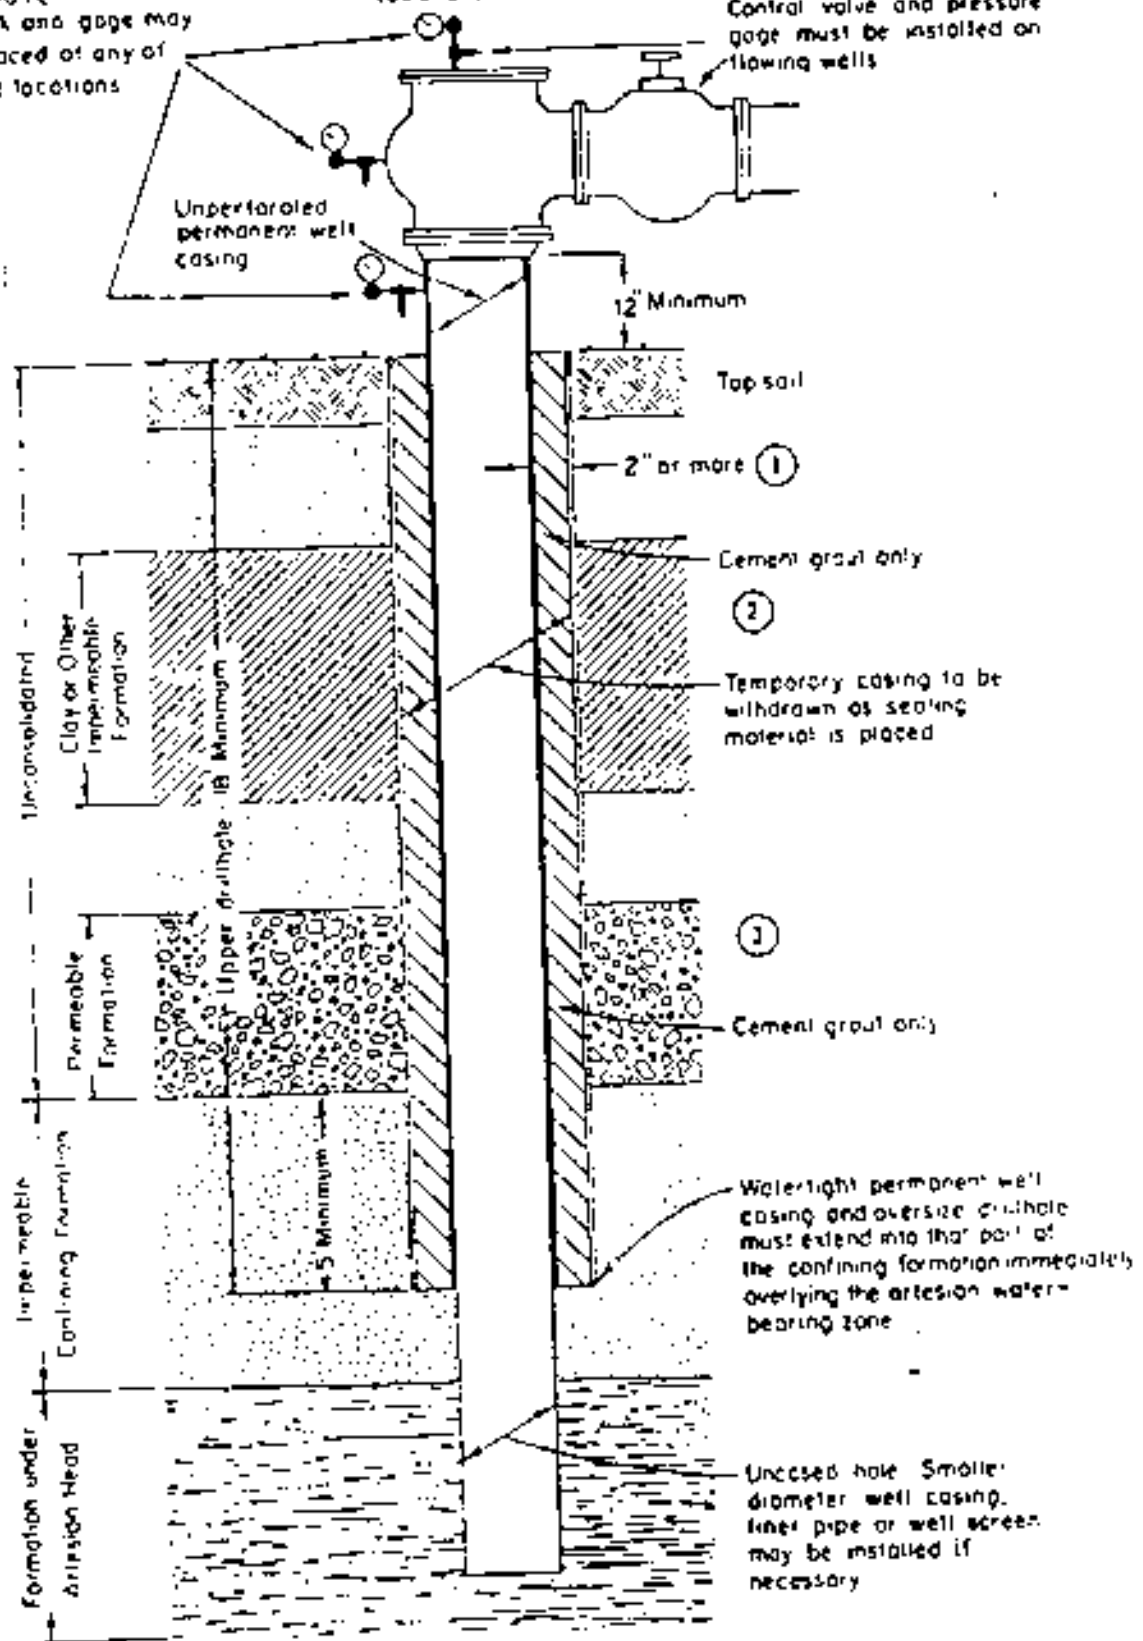 and gage may
placed at any of
locations
Control valve and pressure
gage must be installed on
flowing wells
Unperforated
permanent well
casing
12" Minimum
Top soil
2" or more 1
Cement grout only
2
Temporary casing to be
withdrawn as sealing
material is placed
3
Cement grout only
Watertight permanent well
casing and oversize drillhole
must extend into that part of
the confining formation immediately
overlying the artesian water-
bearing zone
Uncased hole Smaller
diameter well casing,
liner pipe or well screen
may be installed if
necessary
Unconsolidated
Clay or Other
Impermeable
Formation
Upper drillhole - 18 Minimum
Permeable
Formation
Impermeable
Confining Formation
5' Minimum
Formation under
Artesian Head